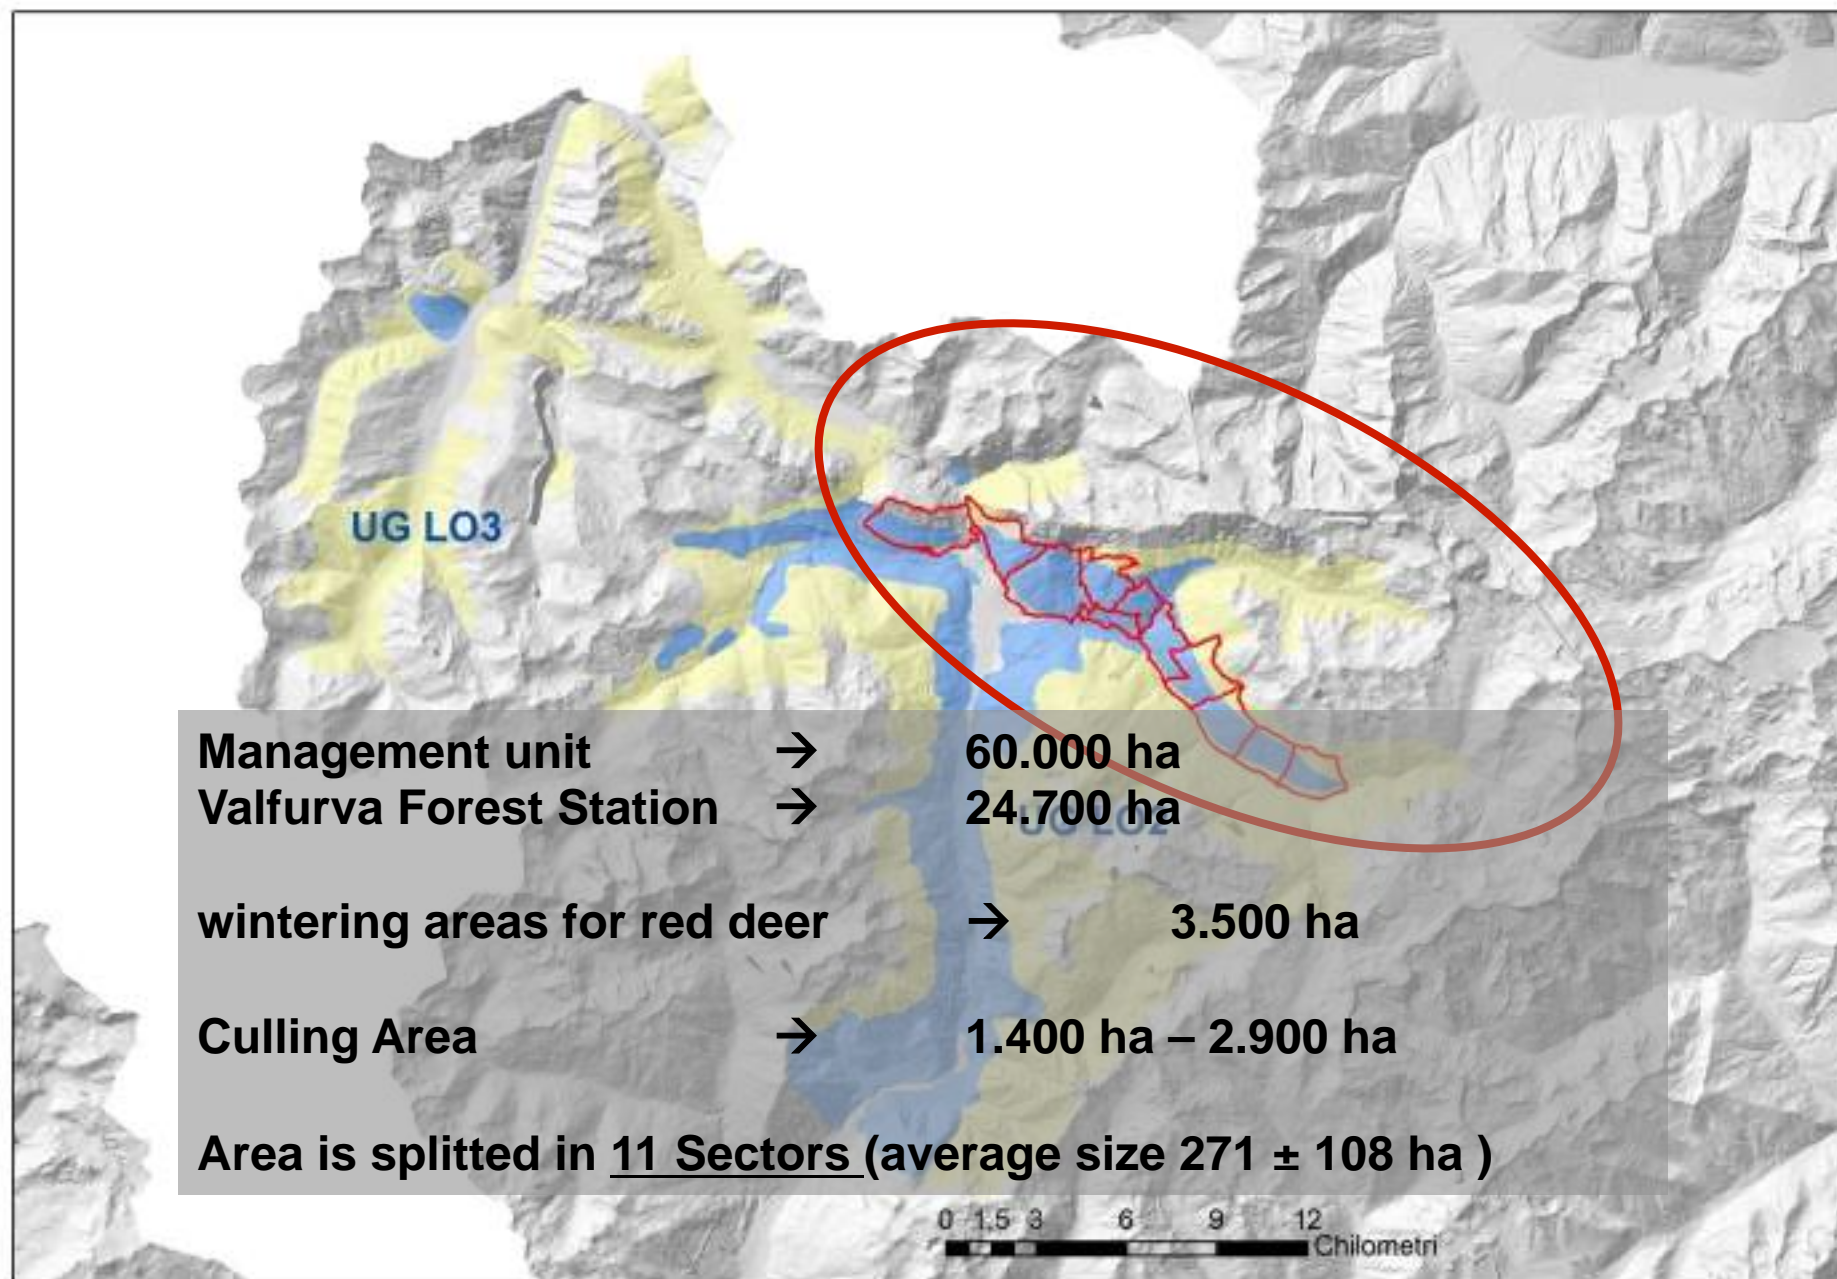 UG LO3
Management unit → 60.000 ha
Valfurva Forest Station → 24.700 ha
UG LO2
wintering areas for red deer → 3.500 ha
Culling Area → 1.400 ha – 2.900 ha
Area is splitted in 11 Sectors (average size 271 ± 108 ha )
0 1.5 3 6 9 12
Chilometri